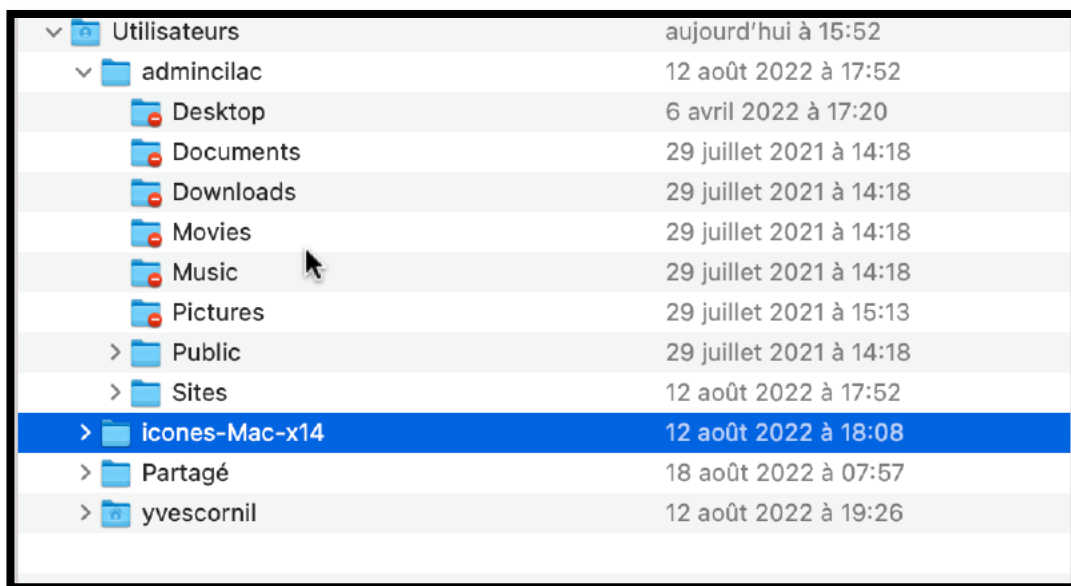 Utilisateurs aujourd'hui à 15:52
admincilac 12 août 2022 à 17:52
Desktop 6 avril 2022 à 17:20
Documents 29 juillet 2021 à 14:18
Downloads 29 juillet 2021 à 14:18
Movies 29 juillet 2021 à 14:18
Music 29 juillet 2021 à 14:18
Pictures 29 juillet 2021 à 15:13
Public 29 juillet 2021 à 14:18
Sites 12 août 2022 à 17:52
icones-Mac-x14 12 août 2022 à 18:08
Partagé 18 août 2022 à 07:57
yvescornil 12 août 2022 à 19:26